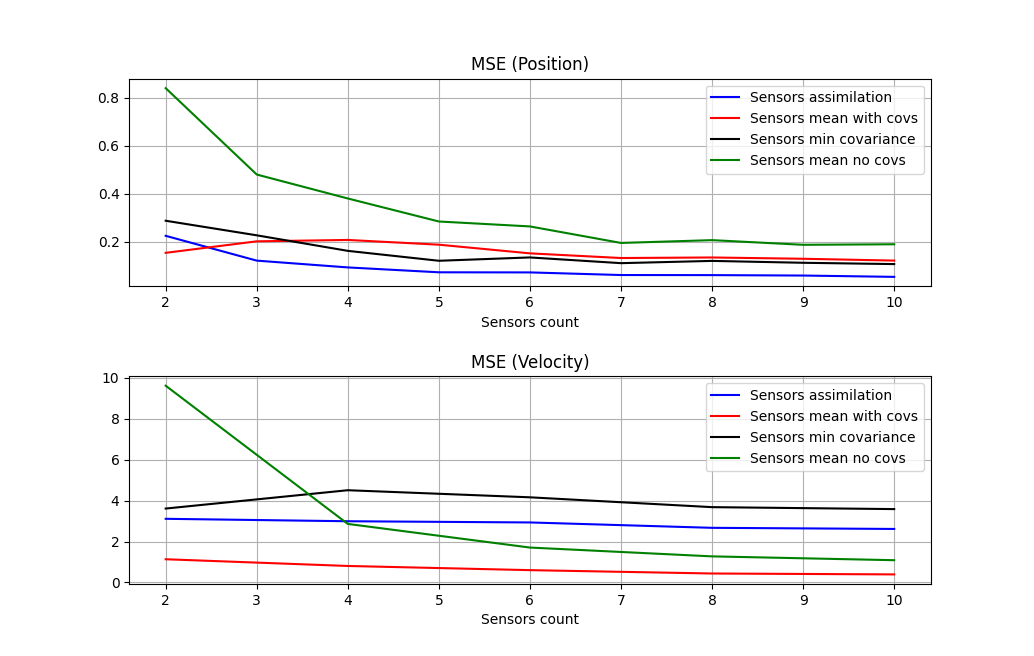 MSE (Position)
0.8
0.6
0.4
0.2
Sensors assimilation
Sensors mean with covs
Sensors min covariance
Sensors mean no covs
2 3 4 5 6 7 8 9 10
Sensors count
MSE (Velocity)
10
8
6
4
2
0
Sensors assimilation
Sensors mean with covs
Sensors min covariance
Sensors mean no covs
2 3 4 5 6 7 8 9 10
Sensors count